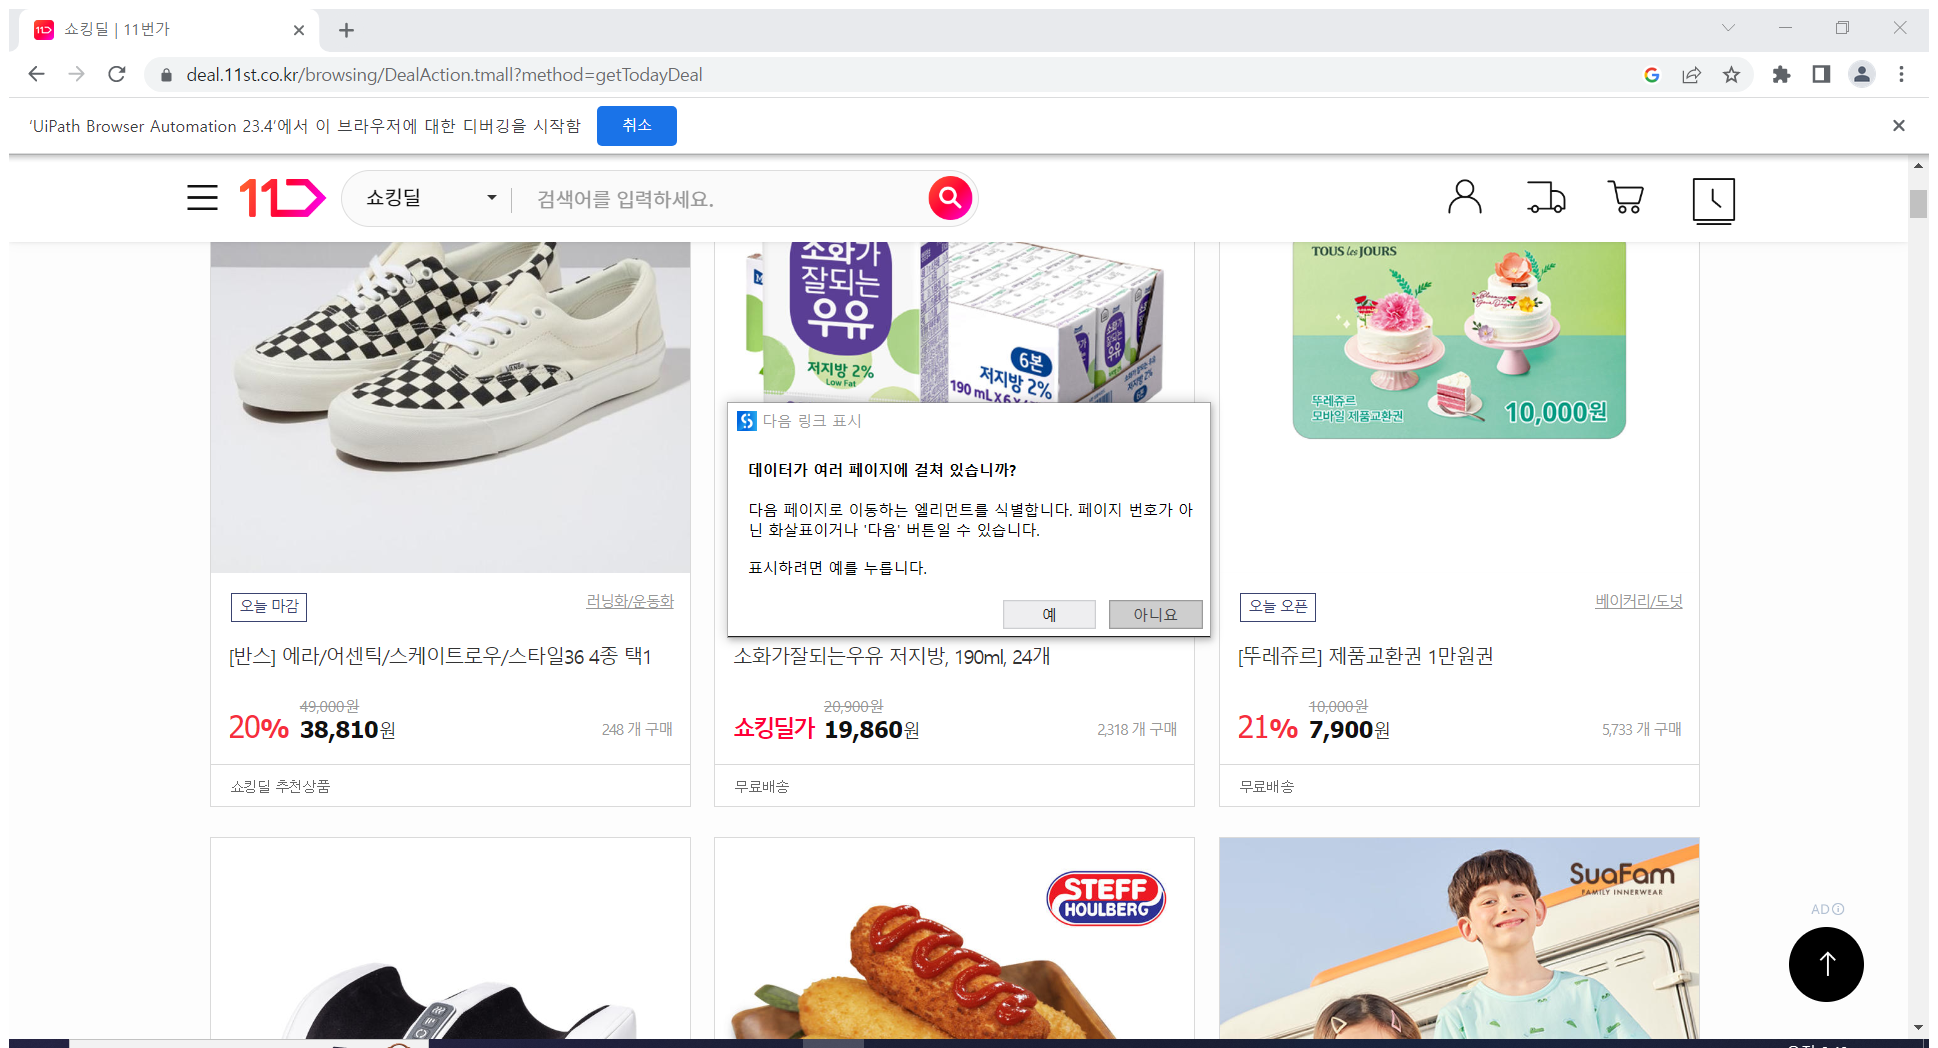 쇼킹딜 | 11번가
deal.11st.co.kr/browsing/DealAction.tmall?method=getTodayDeal
'UiPath Browser Automation 23.4'에서 이 브라우저에 대한 디버깅을 시작함
취소
쇼킹딜
검색어를 입력하세요.
소화가
잘되는
우유
저지방 2%
Low Fat
6본
저지방 2%
190 mL
소화가
잘되는
우유
저지방 2%
TOUS les JOURS
뚜레쥬르
모바일 제품교환권
10,000원
VANS
다음 링크 표시
데이터가 여러 페이지에 걸쳐 있습니까?
다음 페이지로 이동하는 엘리먼트를 식별합니다. 페이지 번호가 아
닌 화살표이거나 '다음' 버튼일 수 있습니다.
표시하려면 예를 누릅니다.
예
아니요
오늘 마감
러닝화/운동화
[반스] 에라/어센틱/스케이트로우/스타일36 4종 택1
49,000원
20% 38,810원
248 개 구매
쇼킹딜 추천상품
소화가잘되는우유 저지방, 190ml, 24개
20,900원
쇼킹딜가 19,860원
2,318 개 구매
무료배송
오늘 오픈
베이커리/도넛
[뚜레쥬르] 제품교환권 1만원권
10,000원
21% 7,900원
5,733 개 구매
무료배송
STEFF
HOULBERG
SuaFam
FAMILY INNERWEAR
AD